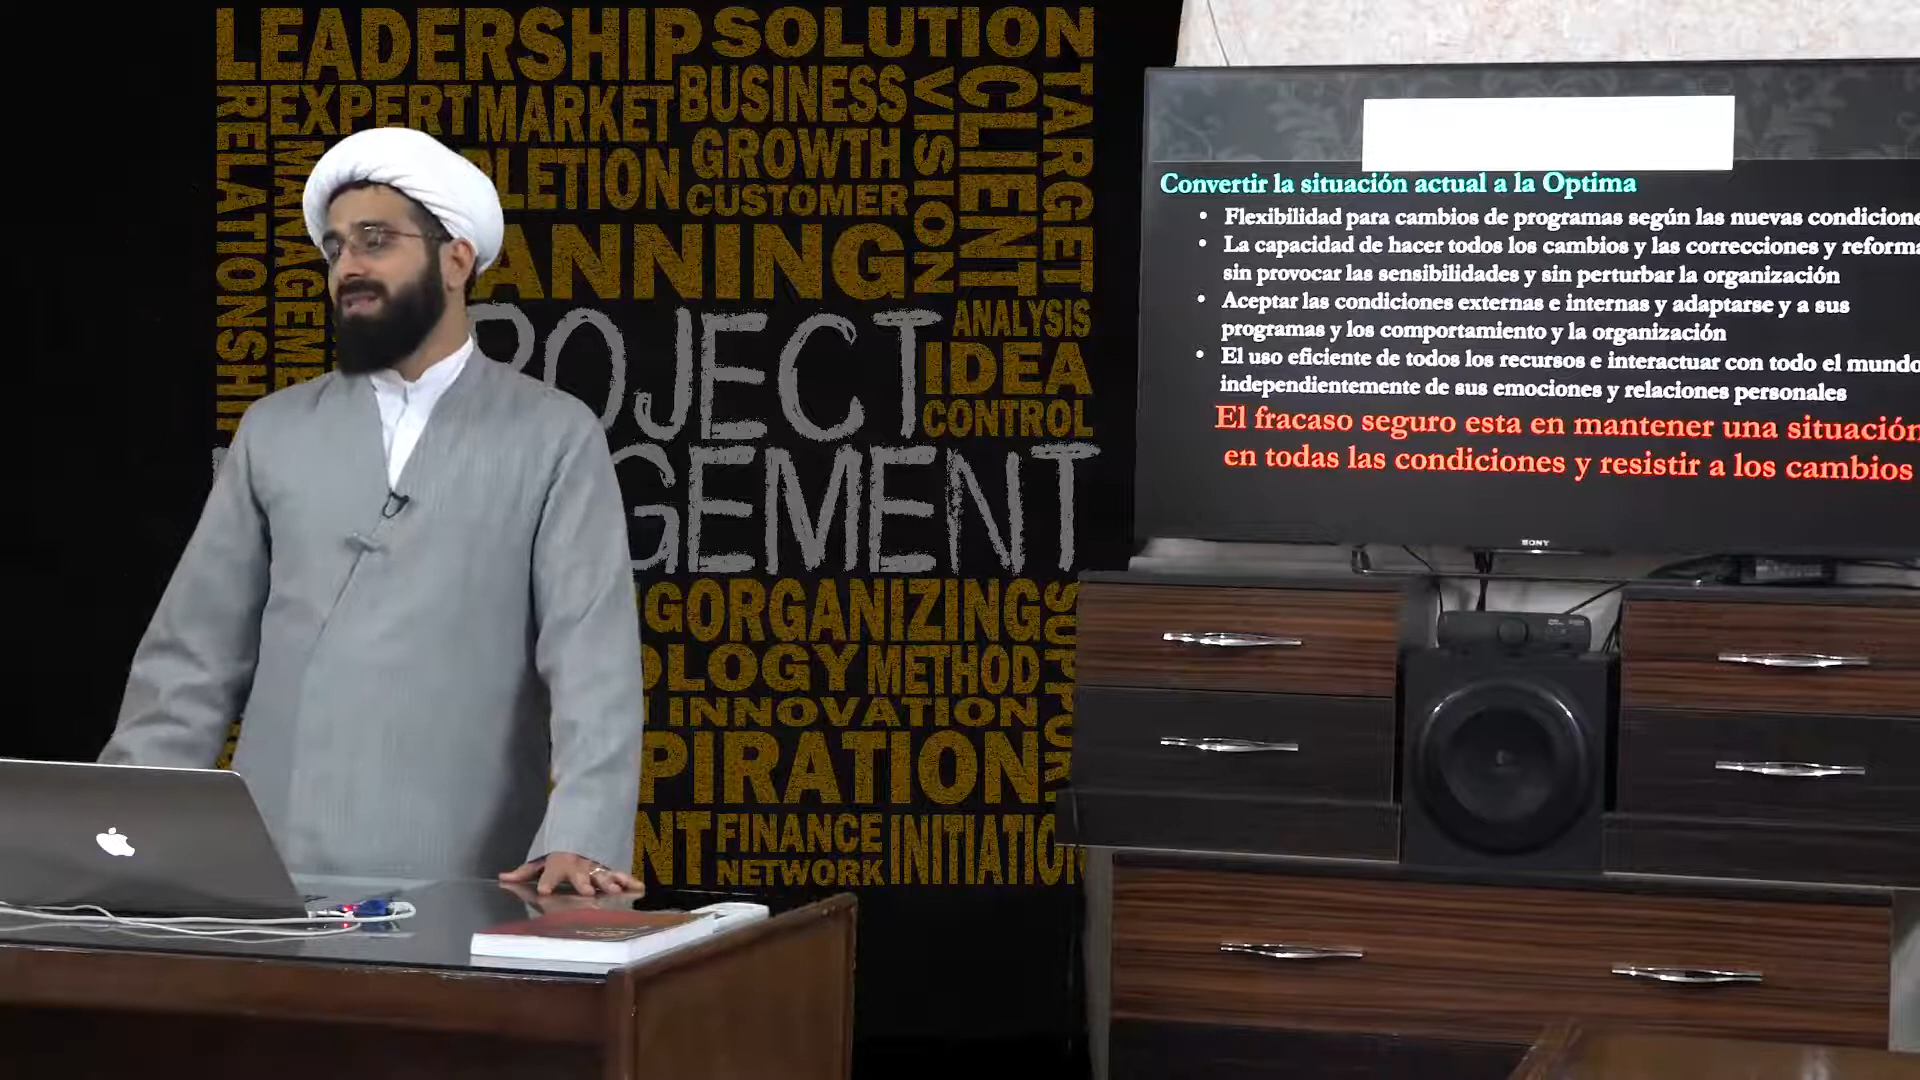 LEADERSHIP SOLUTION
EXPERT MARKET BUSINESS
VISION
CLIENT
TARGET
RELATIONSHIP
GROWTH
CUSTOMER
ANALYSIS
IDEA
CONTROL
ORGANIZING
METHOD
INNOVATION
FINANCE
NETWORK
Convertir la situación actual a la Optima
• Flexibilidad para cambios de programas según las nuevas
• La capacidad de hacer todos los cambios y las correcciones y
sin provocar las sensibilidades y sin perturbar la organización
• Aceptar las condiciones externas e internas y adaptarse y a sus
programas y los comportamiento y la organización
• El uso eficiente de todos los recursos e interactuar con todo el mundo
independientemente de sus emociones y relaciones personales
El fracaso seguro esta en mantener una situación
en todas las condiciones y resistir a los cambios
SONY